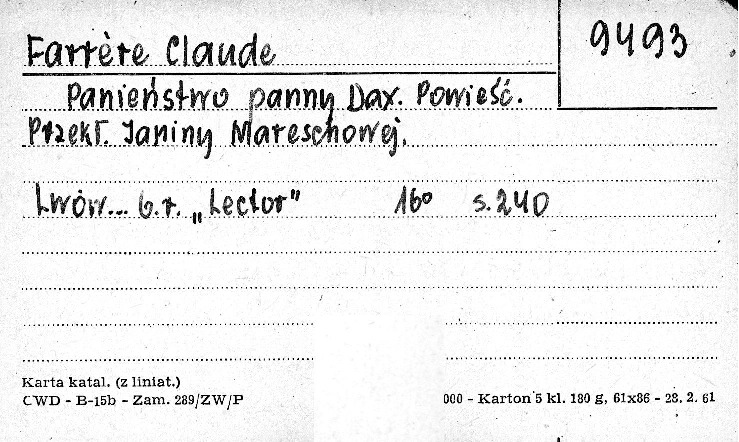 9493
Farrère Claude
Panieństwo panny Dax. Powieść.
Przekł. Janiny Mareschowej.
Lwów... b.r. „Lector" 16° s. 240
Karta katal. (z liniat.)
CWD - B-15b - Zam. 289/ZW/P
000 - Karton 5 kl. 180 g, 61x86 - 28. 2. 61